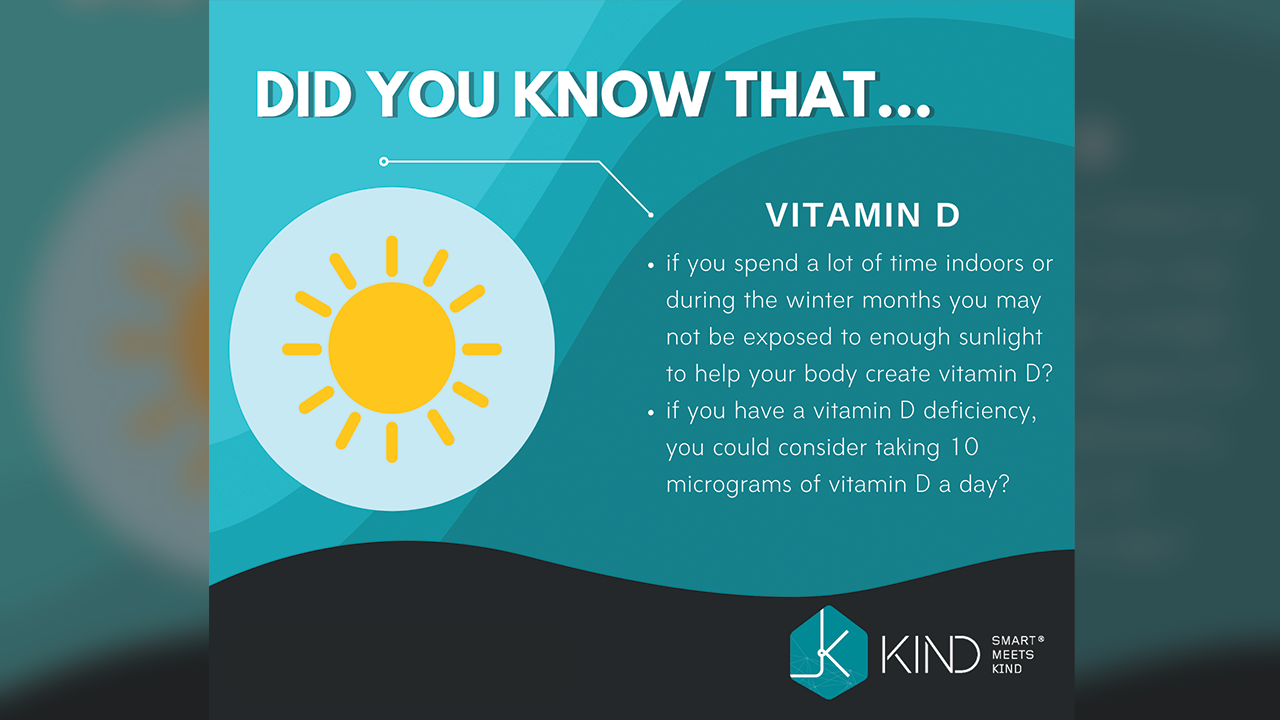 DID YOU KNOW THAT...
VITAMIN D
• if you spend a lot of time indoors or
during the winter months you may
not be exposed to enough sunlight
to help your body create vitamin D?
• if you have a vitamin D deficiency,
you could consider taking 10
micrograms of vitamin D a day?
KIND
SMART®
MEETS
KIND